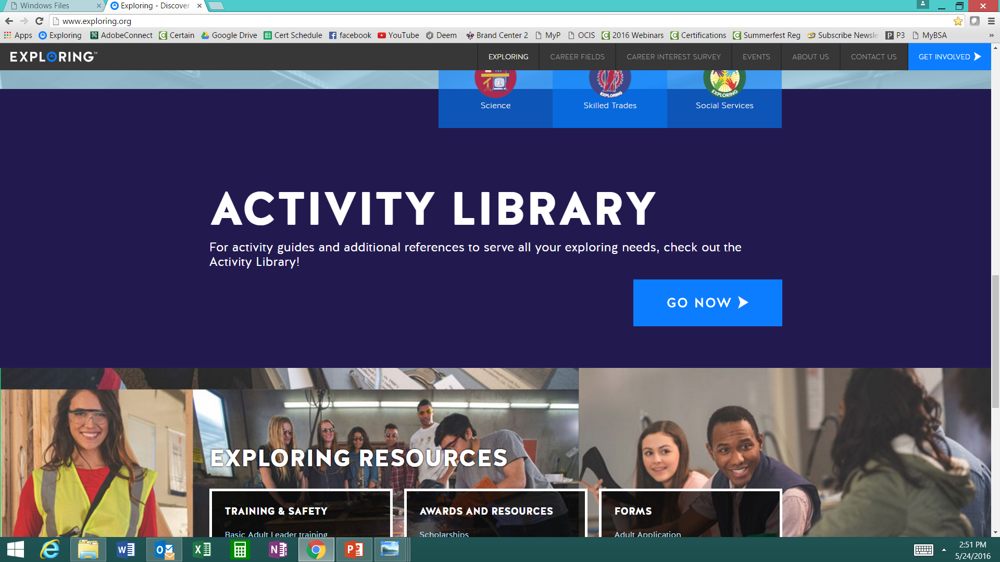 Windows Files
Exploring - Discover
www.exploring.org
Apps Exploring AdobeConnect Certain Google Drive Cert Schedule facebook YouTube Deem Brand Center 2 MyP OCIS 2016 Webinars Certifications Summerfest Reg Subscribe Newsle P3 MyBSA »
EXPLORING™ EXPLORING CAREER FIELDS CAREER INTEREST SURVEY EVENTS ABOUT US CONTACT US GET INVOLVED
EXPLORING EXPLORING
Science Skilled Trades Social Services
ACTIVITY LIBRARY
For activity guides and additional references to serve all your exploring needs, check out the
Activity Library!
GO NOW
EXPLORING RESOURCES
TRAINING & SAFETY AWARDS AND RESOURCES FORMS
Basic Adult Leader training Scholarships Adult Application
2:51 PM
5/24/2016